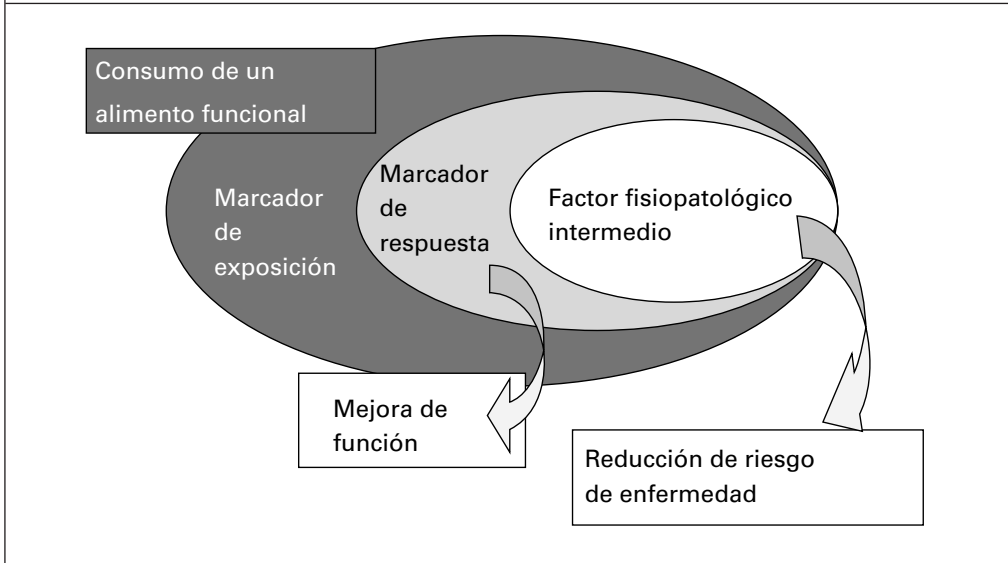 Consumo de un
alimento funcional
Marcador
de
exposición
Marcador
de
respuesta
Factor fisiopatológico
intermedio
Mejora de
función
Reducción de riesgo
de enfermedad